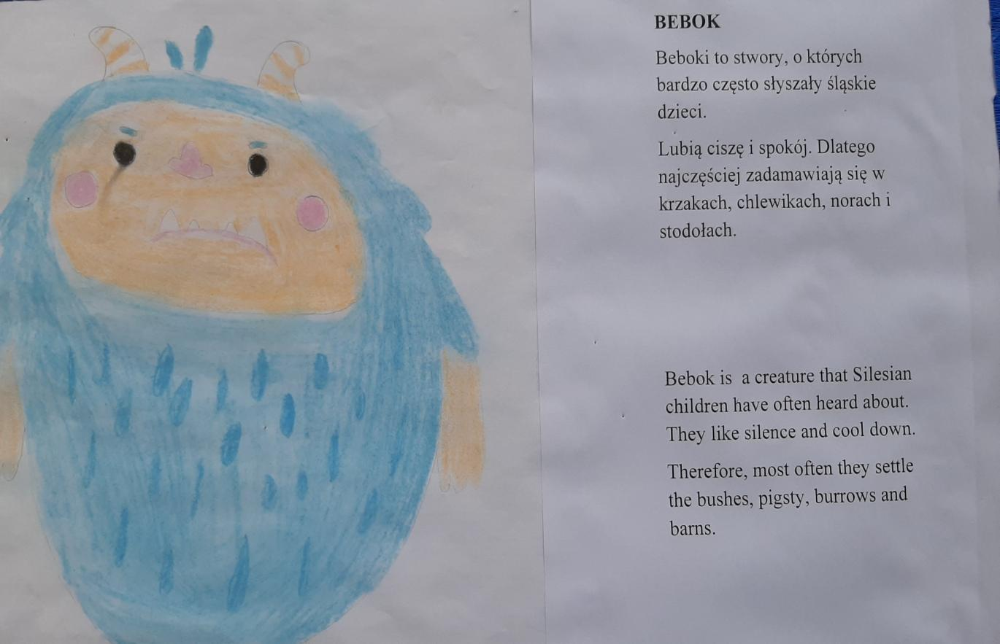 BEBOK
Beboki to stwory, o których
bardzo często słyszały śląskie
dzieci.
Lubią ciszę i spokój. Dlatego
najczęściej zadamawiają się w
krzakach, chlewikach, norach i
stodołach.
Bebok is a creature that Silesian
children have often heard about.
They like silence and cool down.
Therefore, most often they settle
the bushes, pigsty, burrows and
barns.